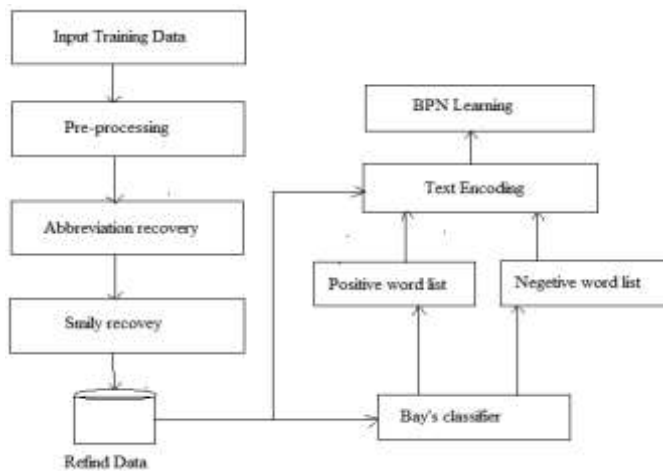 Input Training Data
Pre-processing
Abbreviation recovery
Smily recovey
Refind Data
BPN Learning
Text Encoding
Positive word list
Negetive word list
Bay's classifier